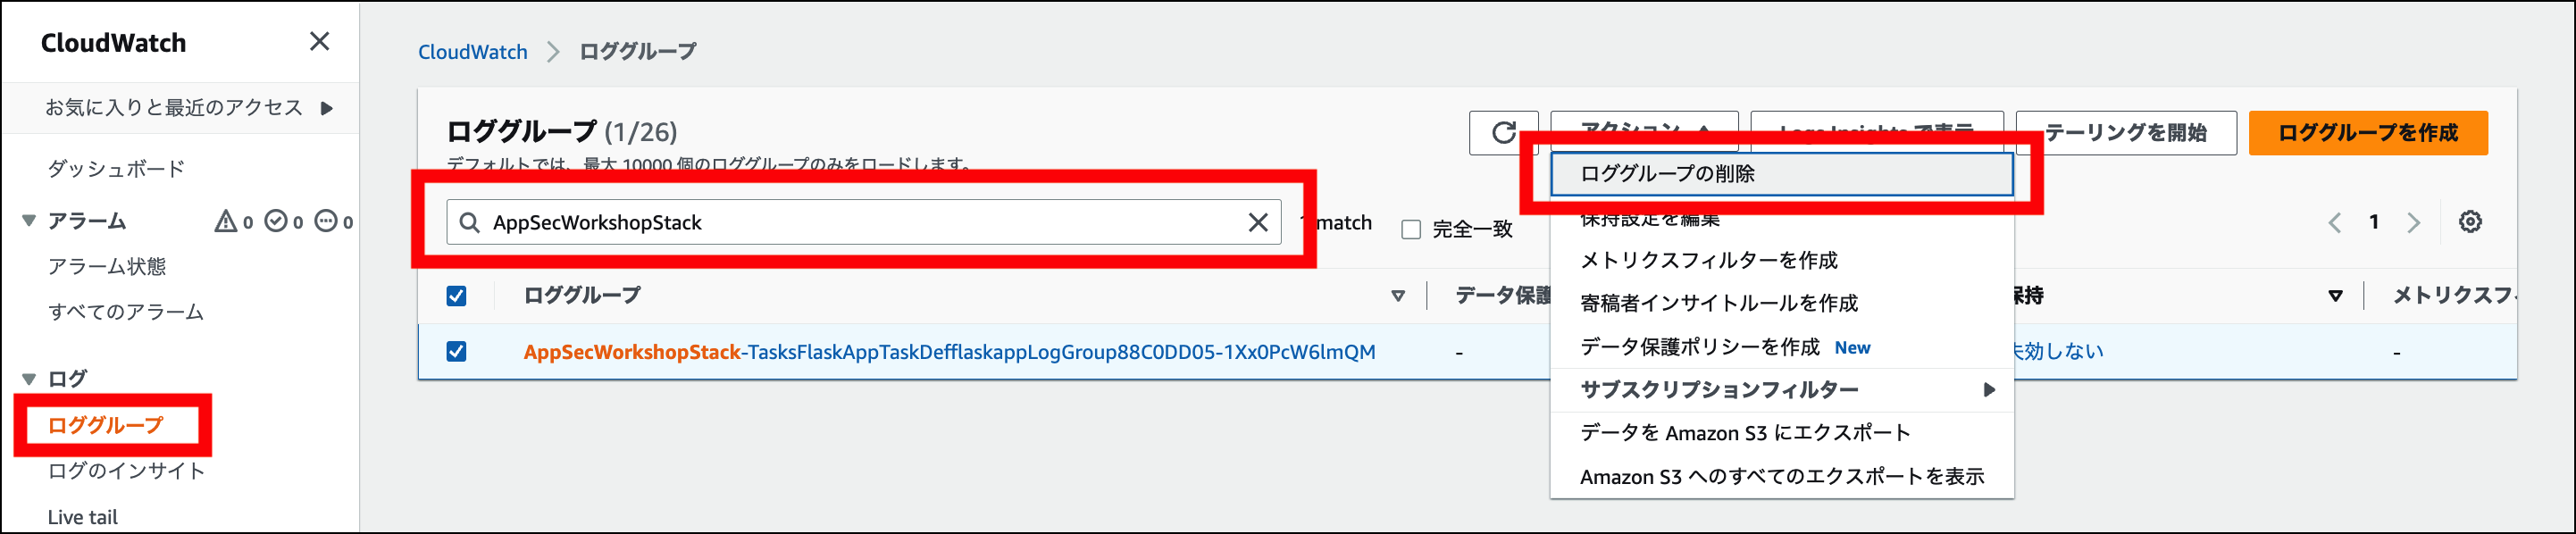 CloudWatch
お気に入りと最近のアクセス
ダッシュボード
アラーム 0 0 0
アラーム状態
すべてのアラーム
ログ
ロググループ
ログのインサイト
Live tail
CloudWatch ロググループ
ロググループ (1/26)
デフォルトでは、最大 10000 個のロググループのみをロードします。
アクション
Logs Insights で表示
テーリングを開始
ロググループを作成
AppSecWorkshopStack
match
完全一致
1
ロググループ
データ保護
保持
メトリクスフィ
AppSecWorkshopStack-TasksFlaskAppTaskDefflaskappLogGroup88C0DD05-1Xx0PcW6lmQM
-
失効しない
-
ロググループの削除
保持設定を編集
メトリクスフィルターを作成
寄稿者インサイトルールを作成
データ保護ポリシーを作成 New
サブスクリプションフィルター
データを Amazon S3 にエクスポート
Amazon S3 へのすべてのエクスポートを表示